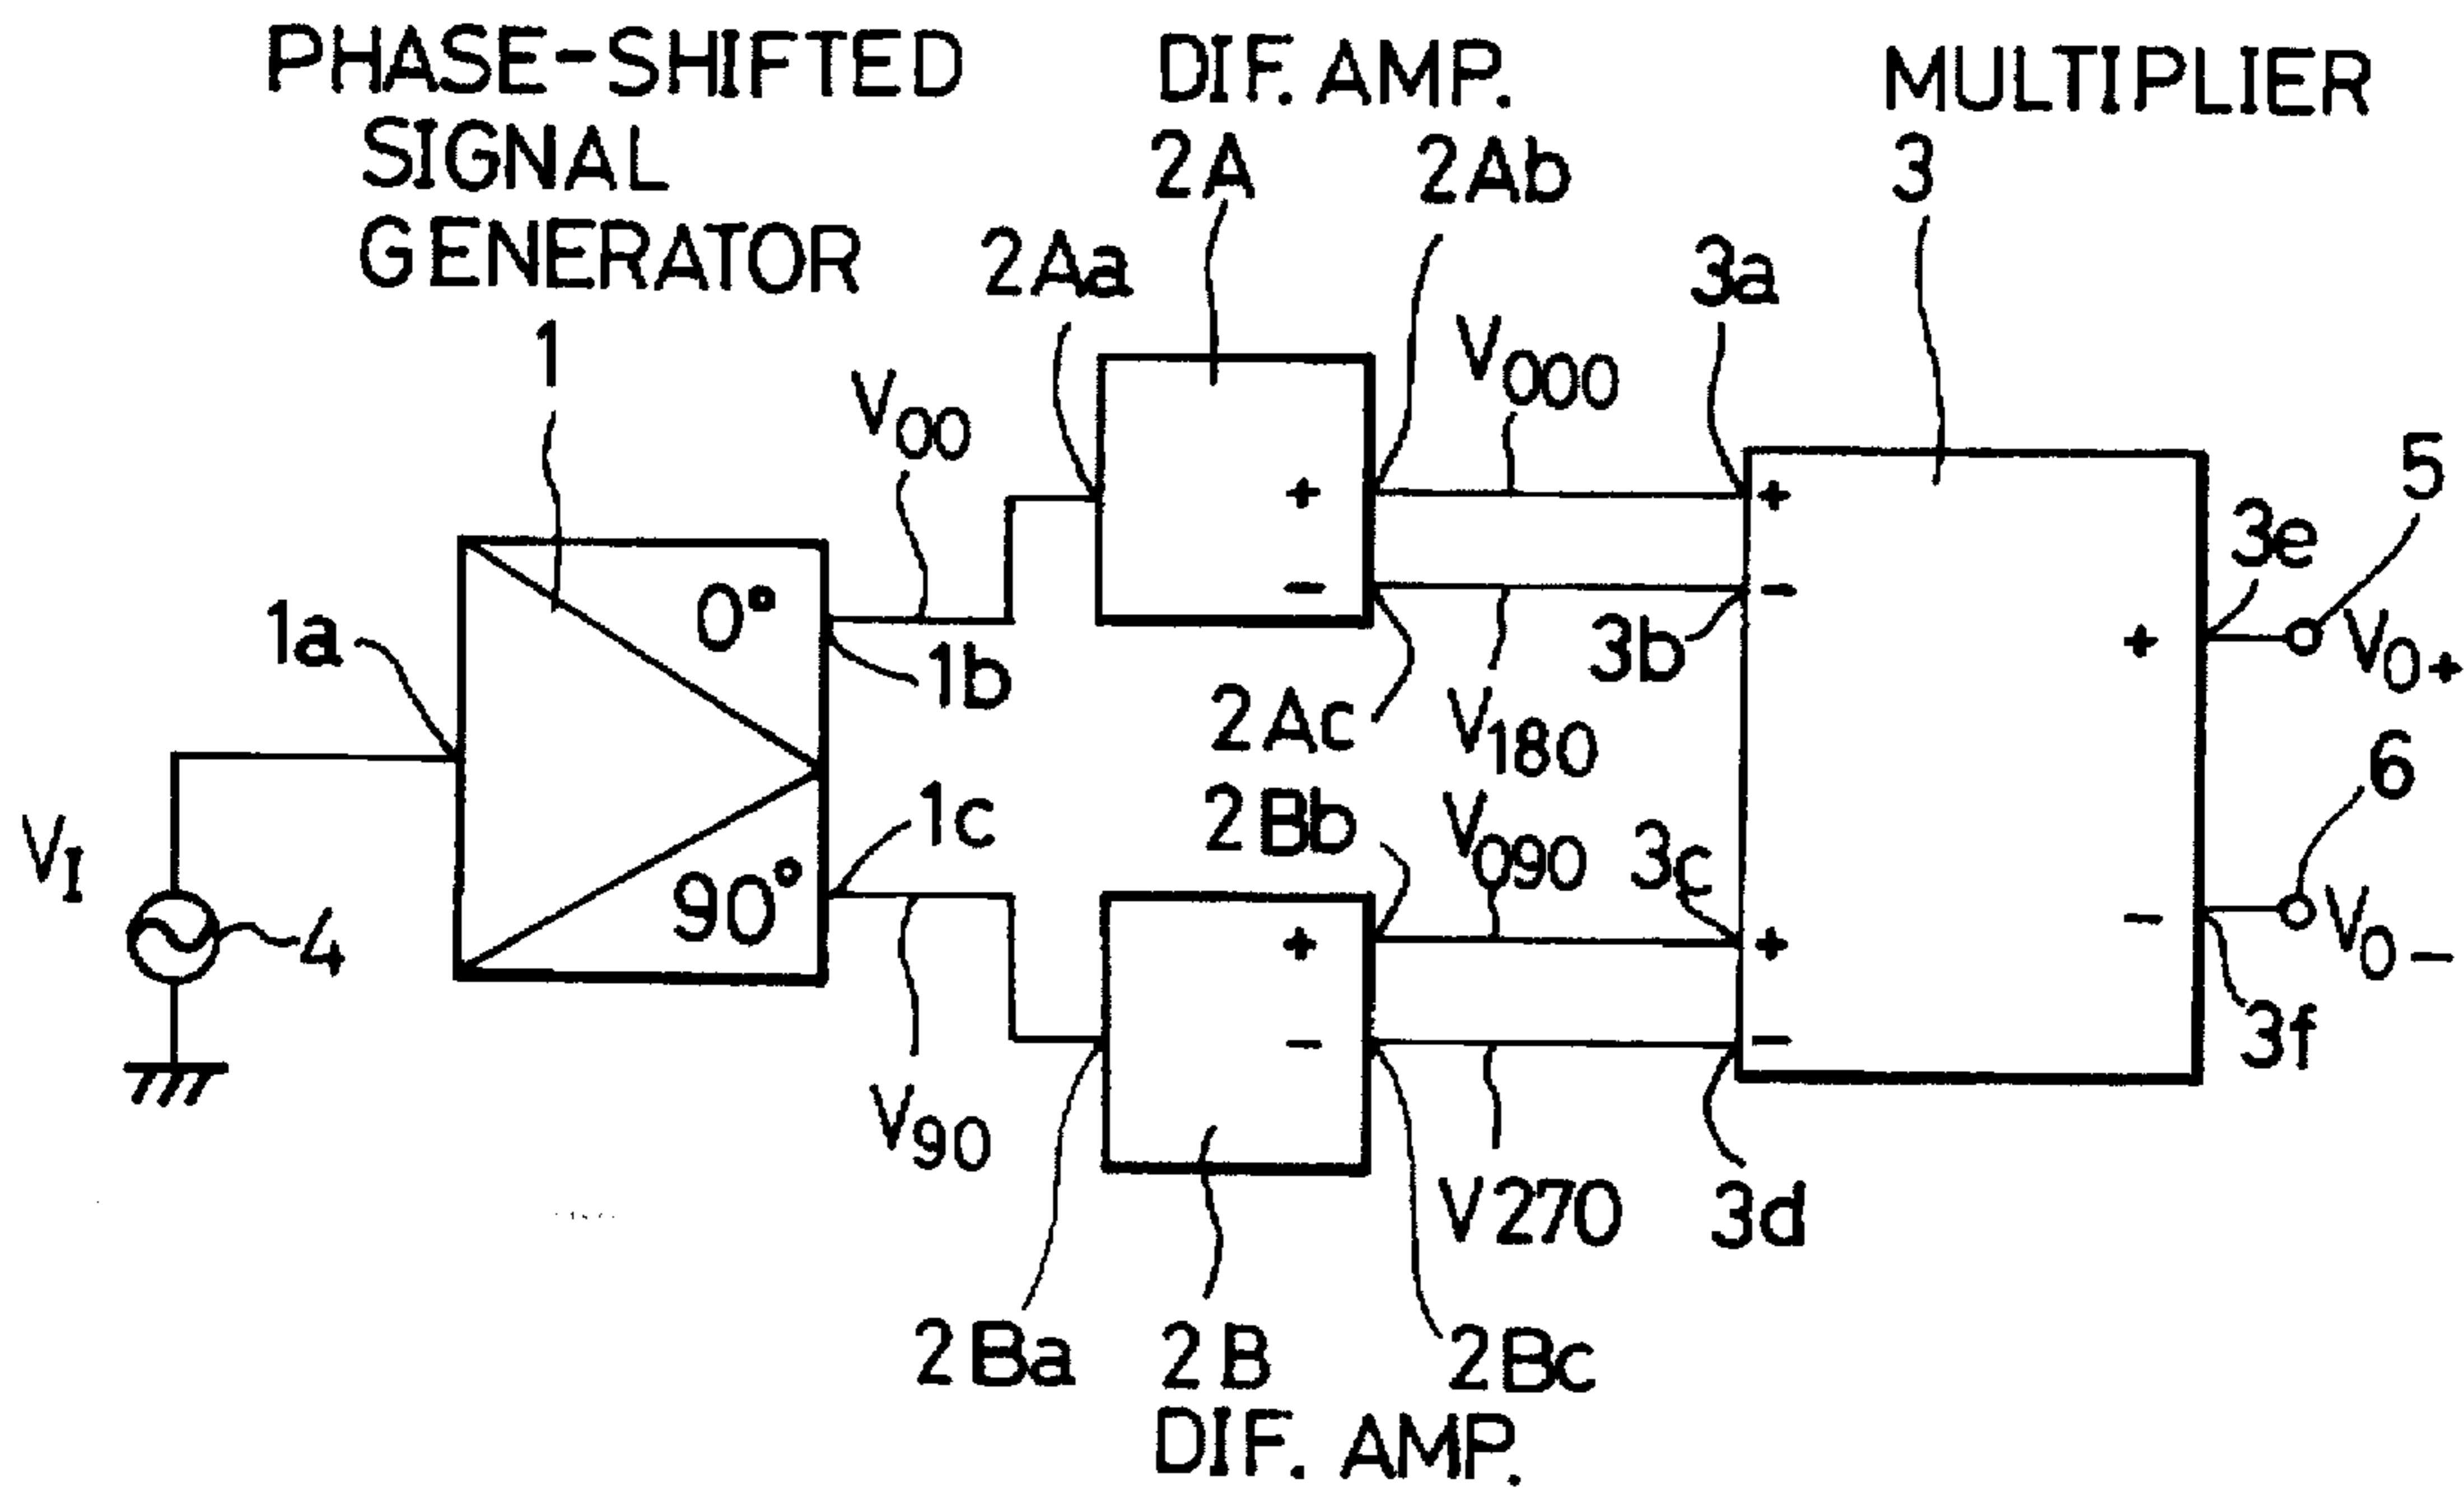 PHASE-SHIFTED
SIGNAL
GENERATOR
1
DIF. AMP.
2A
2Ab
MULTIPLIER
3
2Aa
3a
V00
V000
5
3e
1a
0°
1b
+
-
+
-
3b
+
V0+
2Ac
V180
6
VI
4
1c
90°
2Bb
V090
3c
+
-
+
-
-
V0-
3f
V90
V270
3d
2Ba
2B
2Bc
DIF. AMP.